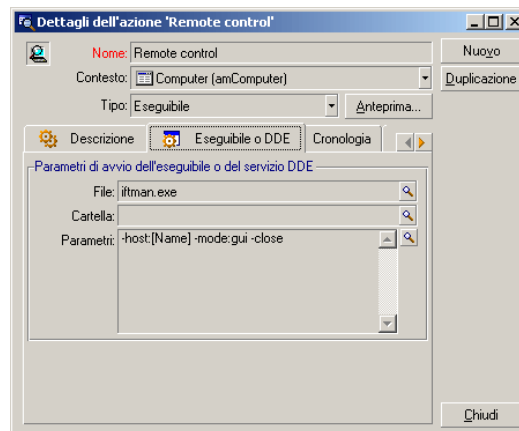 Dettagli dell'azione 'Remote control'
Nome: Remote control
Nuovo
Contesto: Computer (amComputer)
Duplicazione
Tipo: Eseguibile
Anteprima...
Descrizione Eseguibile o DDE Cronologia
Parametri di avvio dell'eseguibile o del servizio DDE
File: iftman.exe
Cartella:
Parametri: -host:[Name] -mode:gui -close
Chiudi